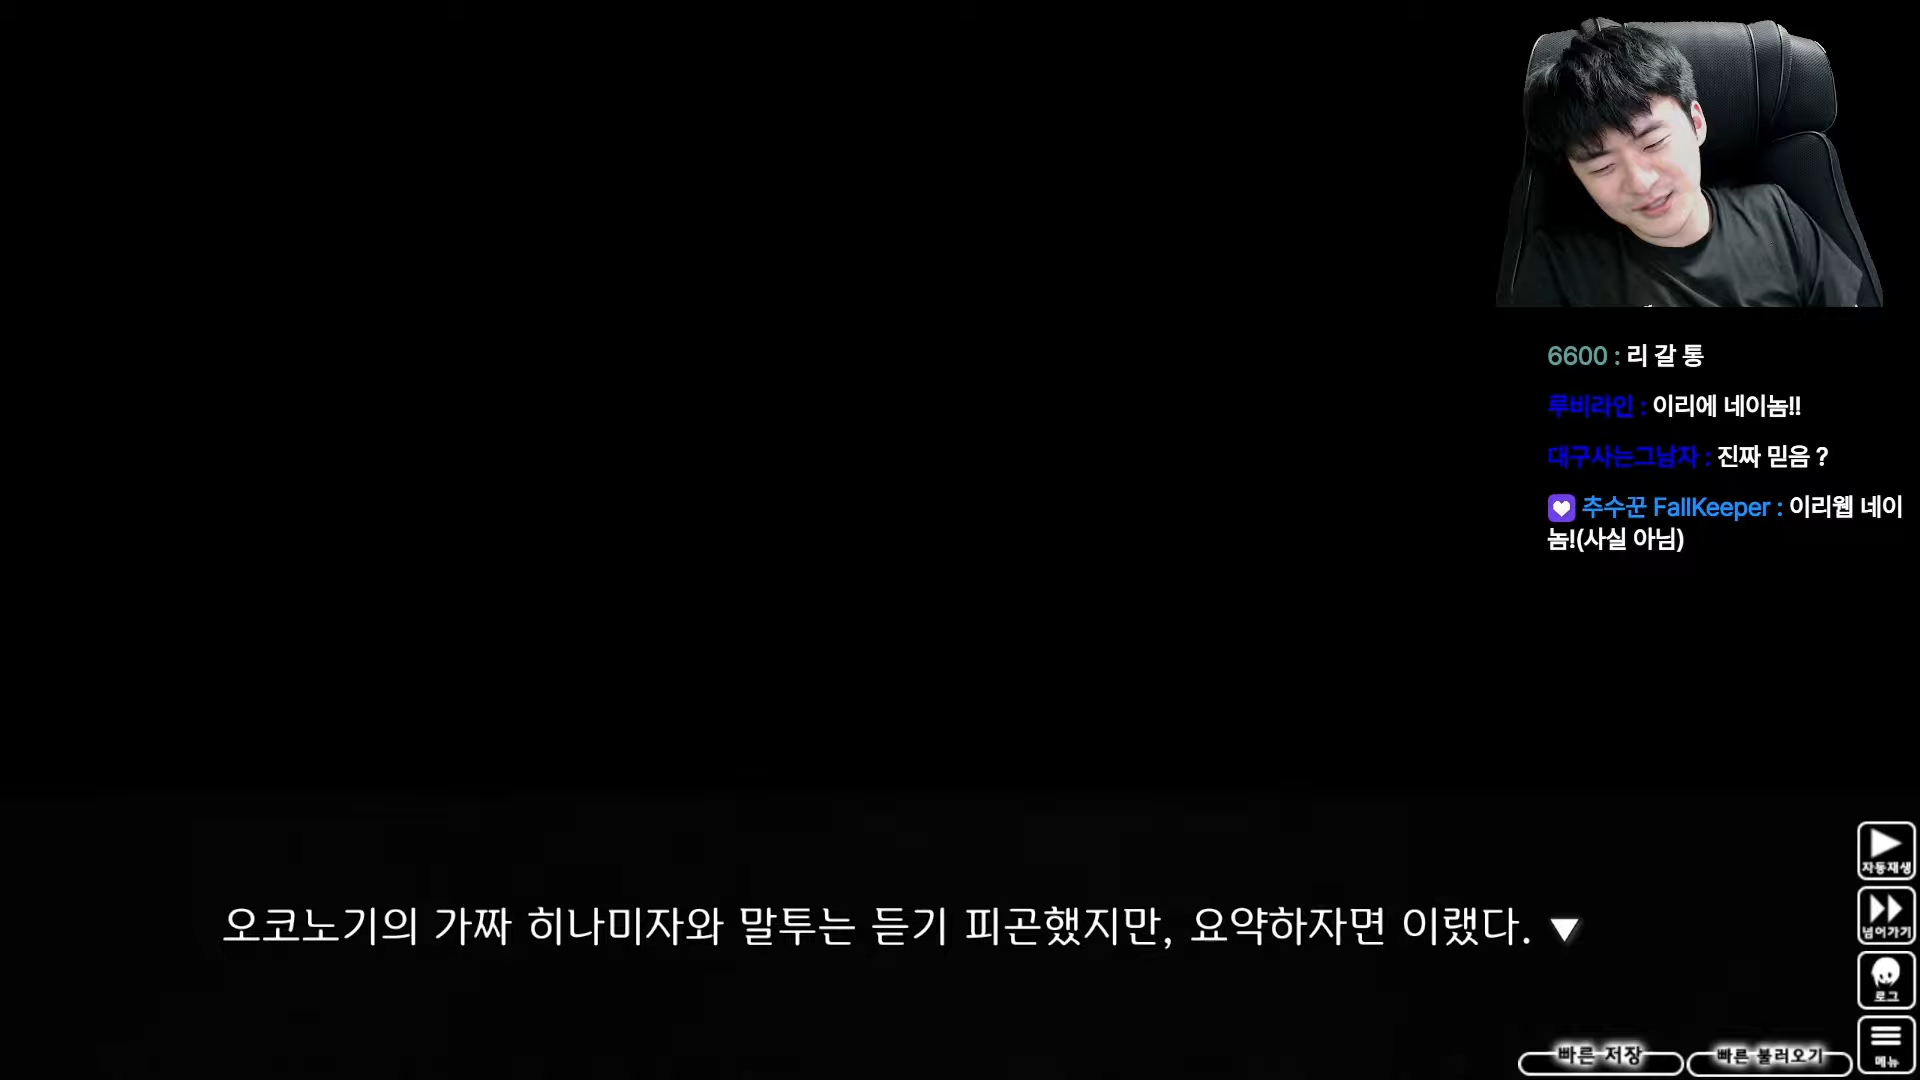 6600 : 리 갈 통
루비라인 : 이리에 네이놈!!
대구사는그남자 : 진짜 믿음 ?
추수꾼 FallKeeper : 이리웹 네이
놈!(사실 아님)
오코노기의 가짜 히나미자와 말투는 듣기 피곤했지만, 요약하자면 이랬다.
자동재생
넘어가기
로그
메뉴
빠른 저장
빠른 불러오기